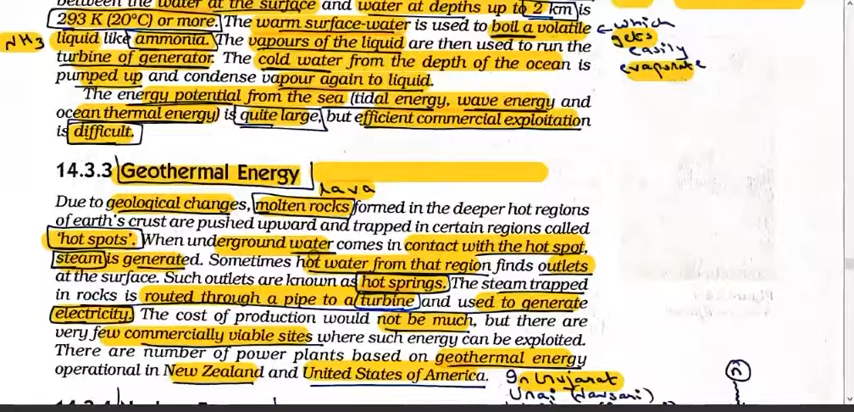 between the water at the surface and water at depths up to 2 km is
293 K (20°C) or more. The warm surface-water is used to boil a volatile
liquid like ammonia. The vapours of the liquid are then used to run the
turbine of generator. The cold water from the depth of the ocean is
pumped up and condense vapour again to liquid.
which
gets
easily
evaporate
NH3
The energy potential from the sea (tidal energy, wave energy and
ocean thermal energy) is quite large, but efficient commercial exploitation
is difficult.
14.3.3 Geothermal Energy
lava
Due to geological changes, molten rocks formed in the deeper hot regions
of earth's crust are pushed upward and trapped in certain regions called
‘hot spots’. When underground water comes in contact with the hot spot,
steam is generated. Sometimes hot water from that region finds outlets
at the surface. Such outlets are known as hot springs. The steam trapped
in rocks is routed through a pipe to a turbine and used to generate
electricity. The cost of production would not be much, but there are
very few commercially viable sites where such energy can be exploited.
There are number of power plants based on geothermal energy
operational in New Zealand and United States of America.
In Gujarat
Unai (Navsari)
n